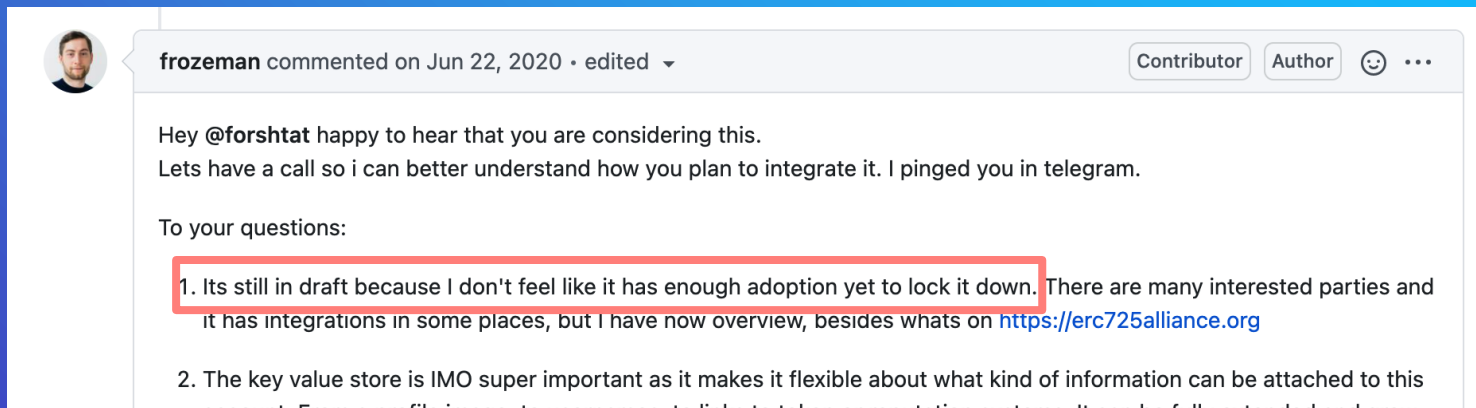 frozeman commented on Jun 22, 2020 • edited
Contributor
Author
Hey @forshtat happy to hear that you are considering this.
Lets have a call so i can better understand how you plan to integrate it. I pinged you in telegram.
To your questions:
1. Its still in draft because I don't feel like it has enough adoption yet to lock it down. There are many interested parties and
it has integrations in some places, but I have now overview, besides whats on https://erc725alliance.org
2. The key value store is IMO super important as it makes it flexible about what kind of information can be attached to this